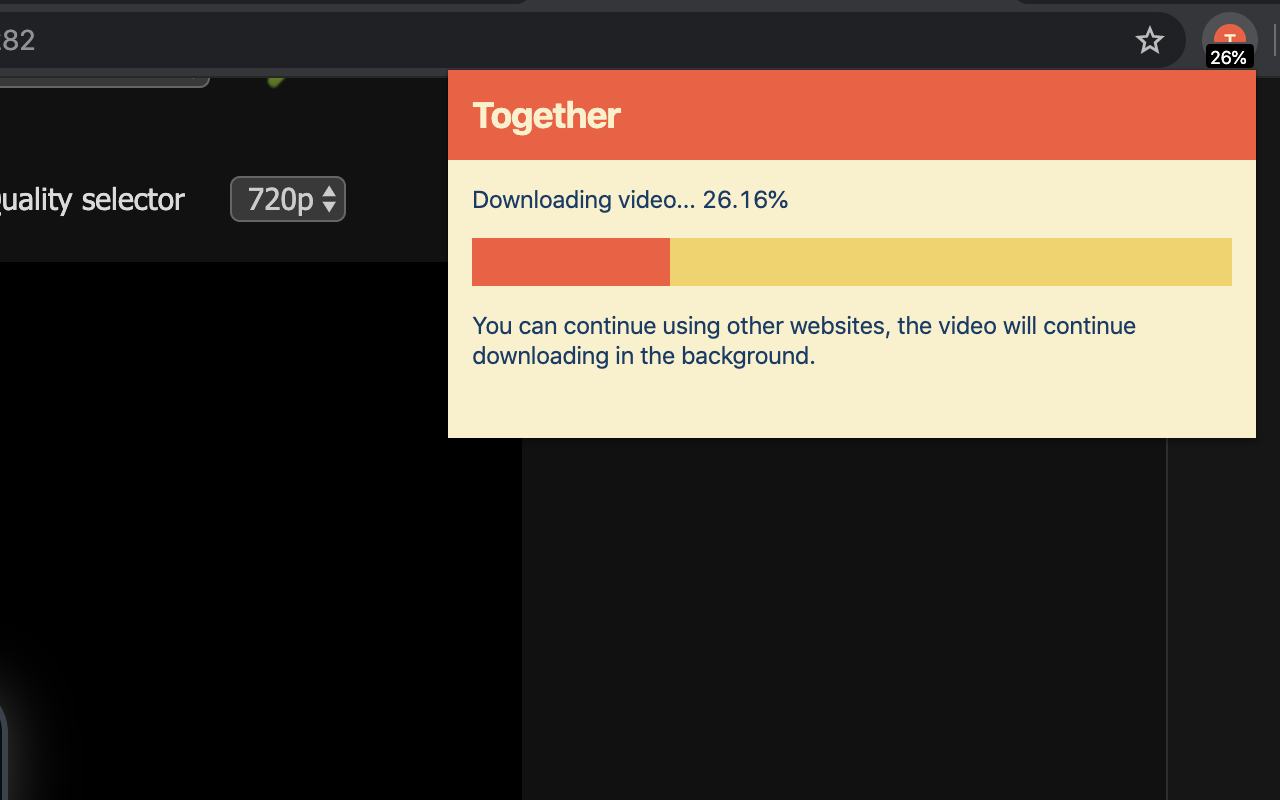 282
T
26%
Together
Quality selector
720p
Downloading video... 26.16%
You can continue using other websites, the video will continue
downloading in the background.